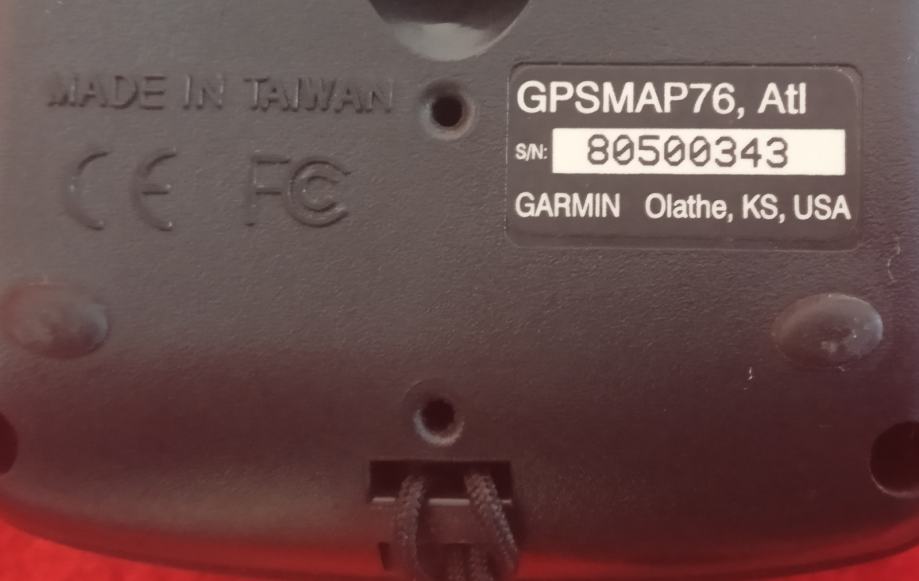 MADE IN TAIWAN
CE FC
GPSMAP76, Atl
S/N: 80500343
GARMIN Olathe, KS, USA